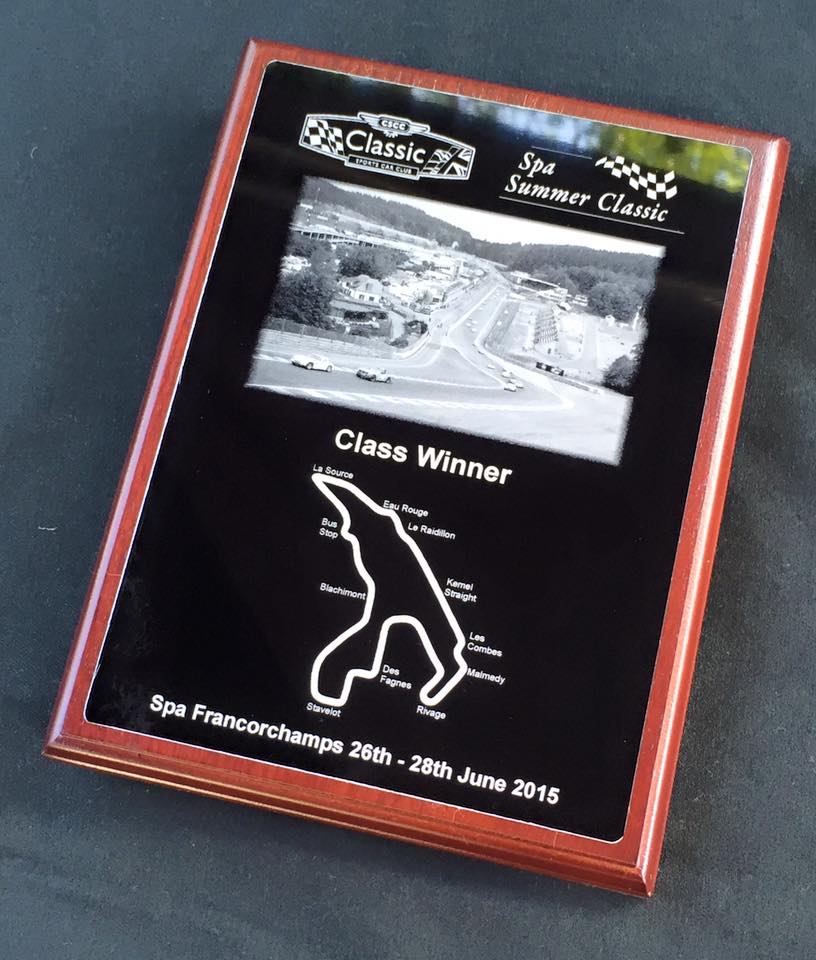 CSCC
Classic
SPORTS CAR CLUB
Spa
Summer Classic
Class Winner
La Source
Eau Rouge
Le Raidillon
Bus
Stop
Kemel
Straight
Blachimont
Les
Combes
Malmedy
Des
Fagnes
Stavelot
Rivage
Spa Francorchamps 26th - 28th June 2015